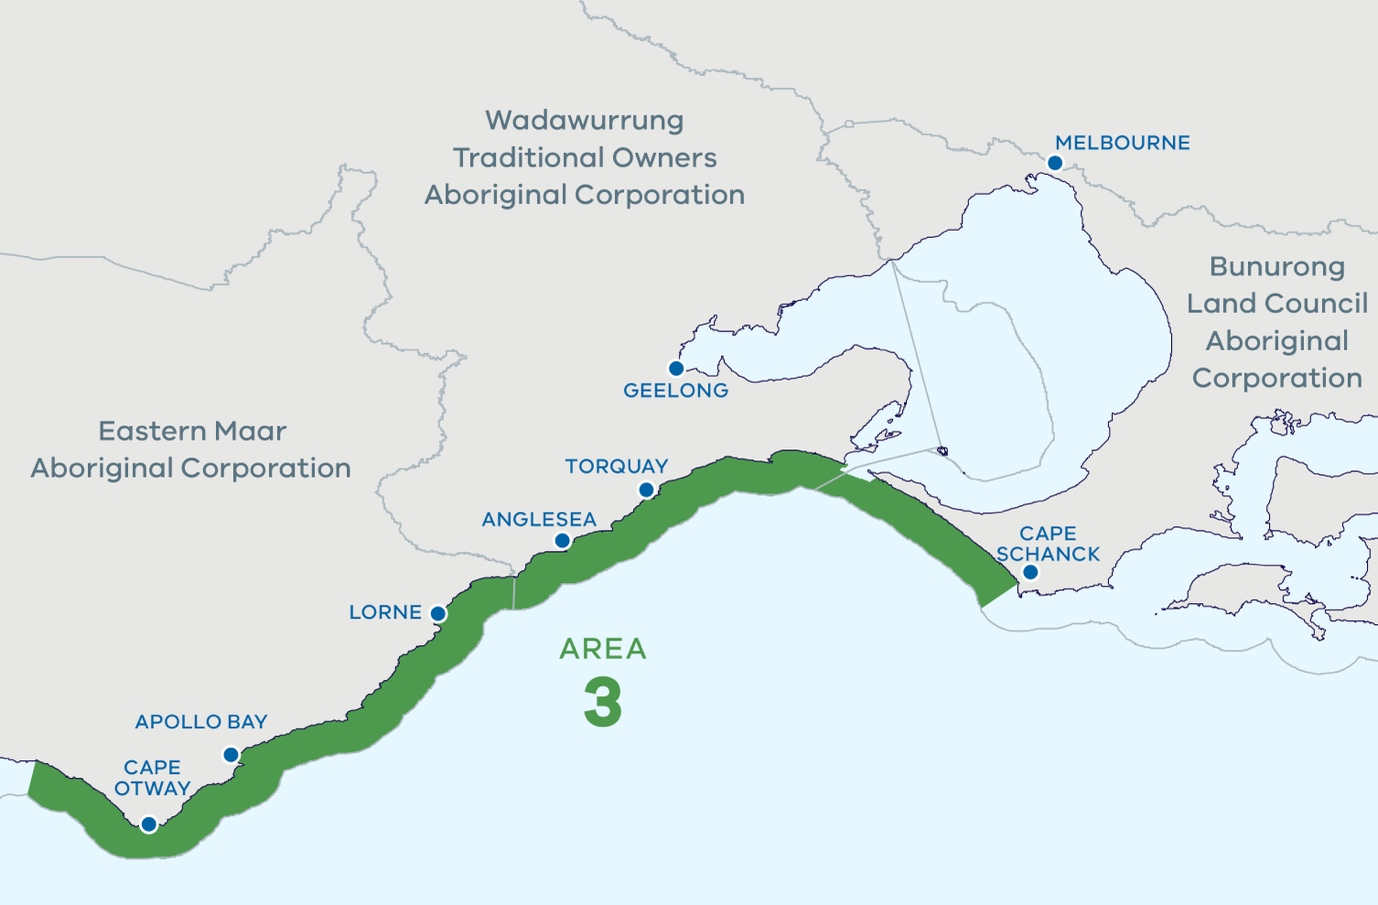 Wadawurrung
Traditional Owners
Aboriginal Corporation
MELBOURNE
Bunurong
Land Council
Aboriginal
Corporation
GEELONG
Eastern Maar
Aboriginal Corporation
TORQUAY
ANGLESEA
CAPE
SCHANCK
LORNE
AREA
3
APOLLO BAY
CAPE
OTWAY